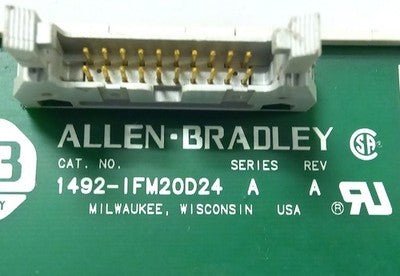 ALLEN·BRADLEY
CAT. NO. SERIES REV
1492-IFM20D24 A A
MILWAUKEE, WISCONSIN USA